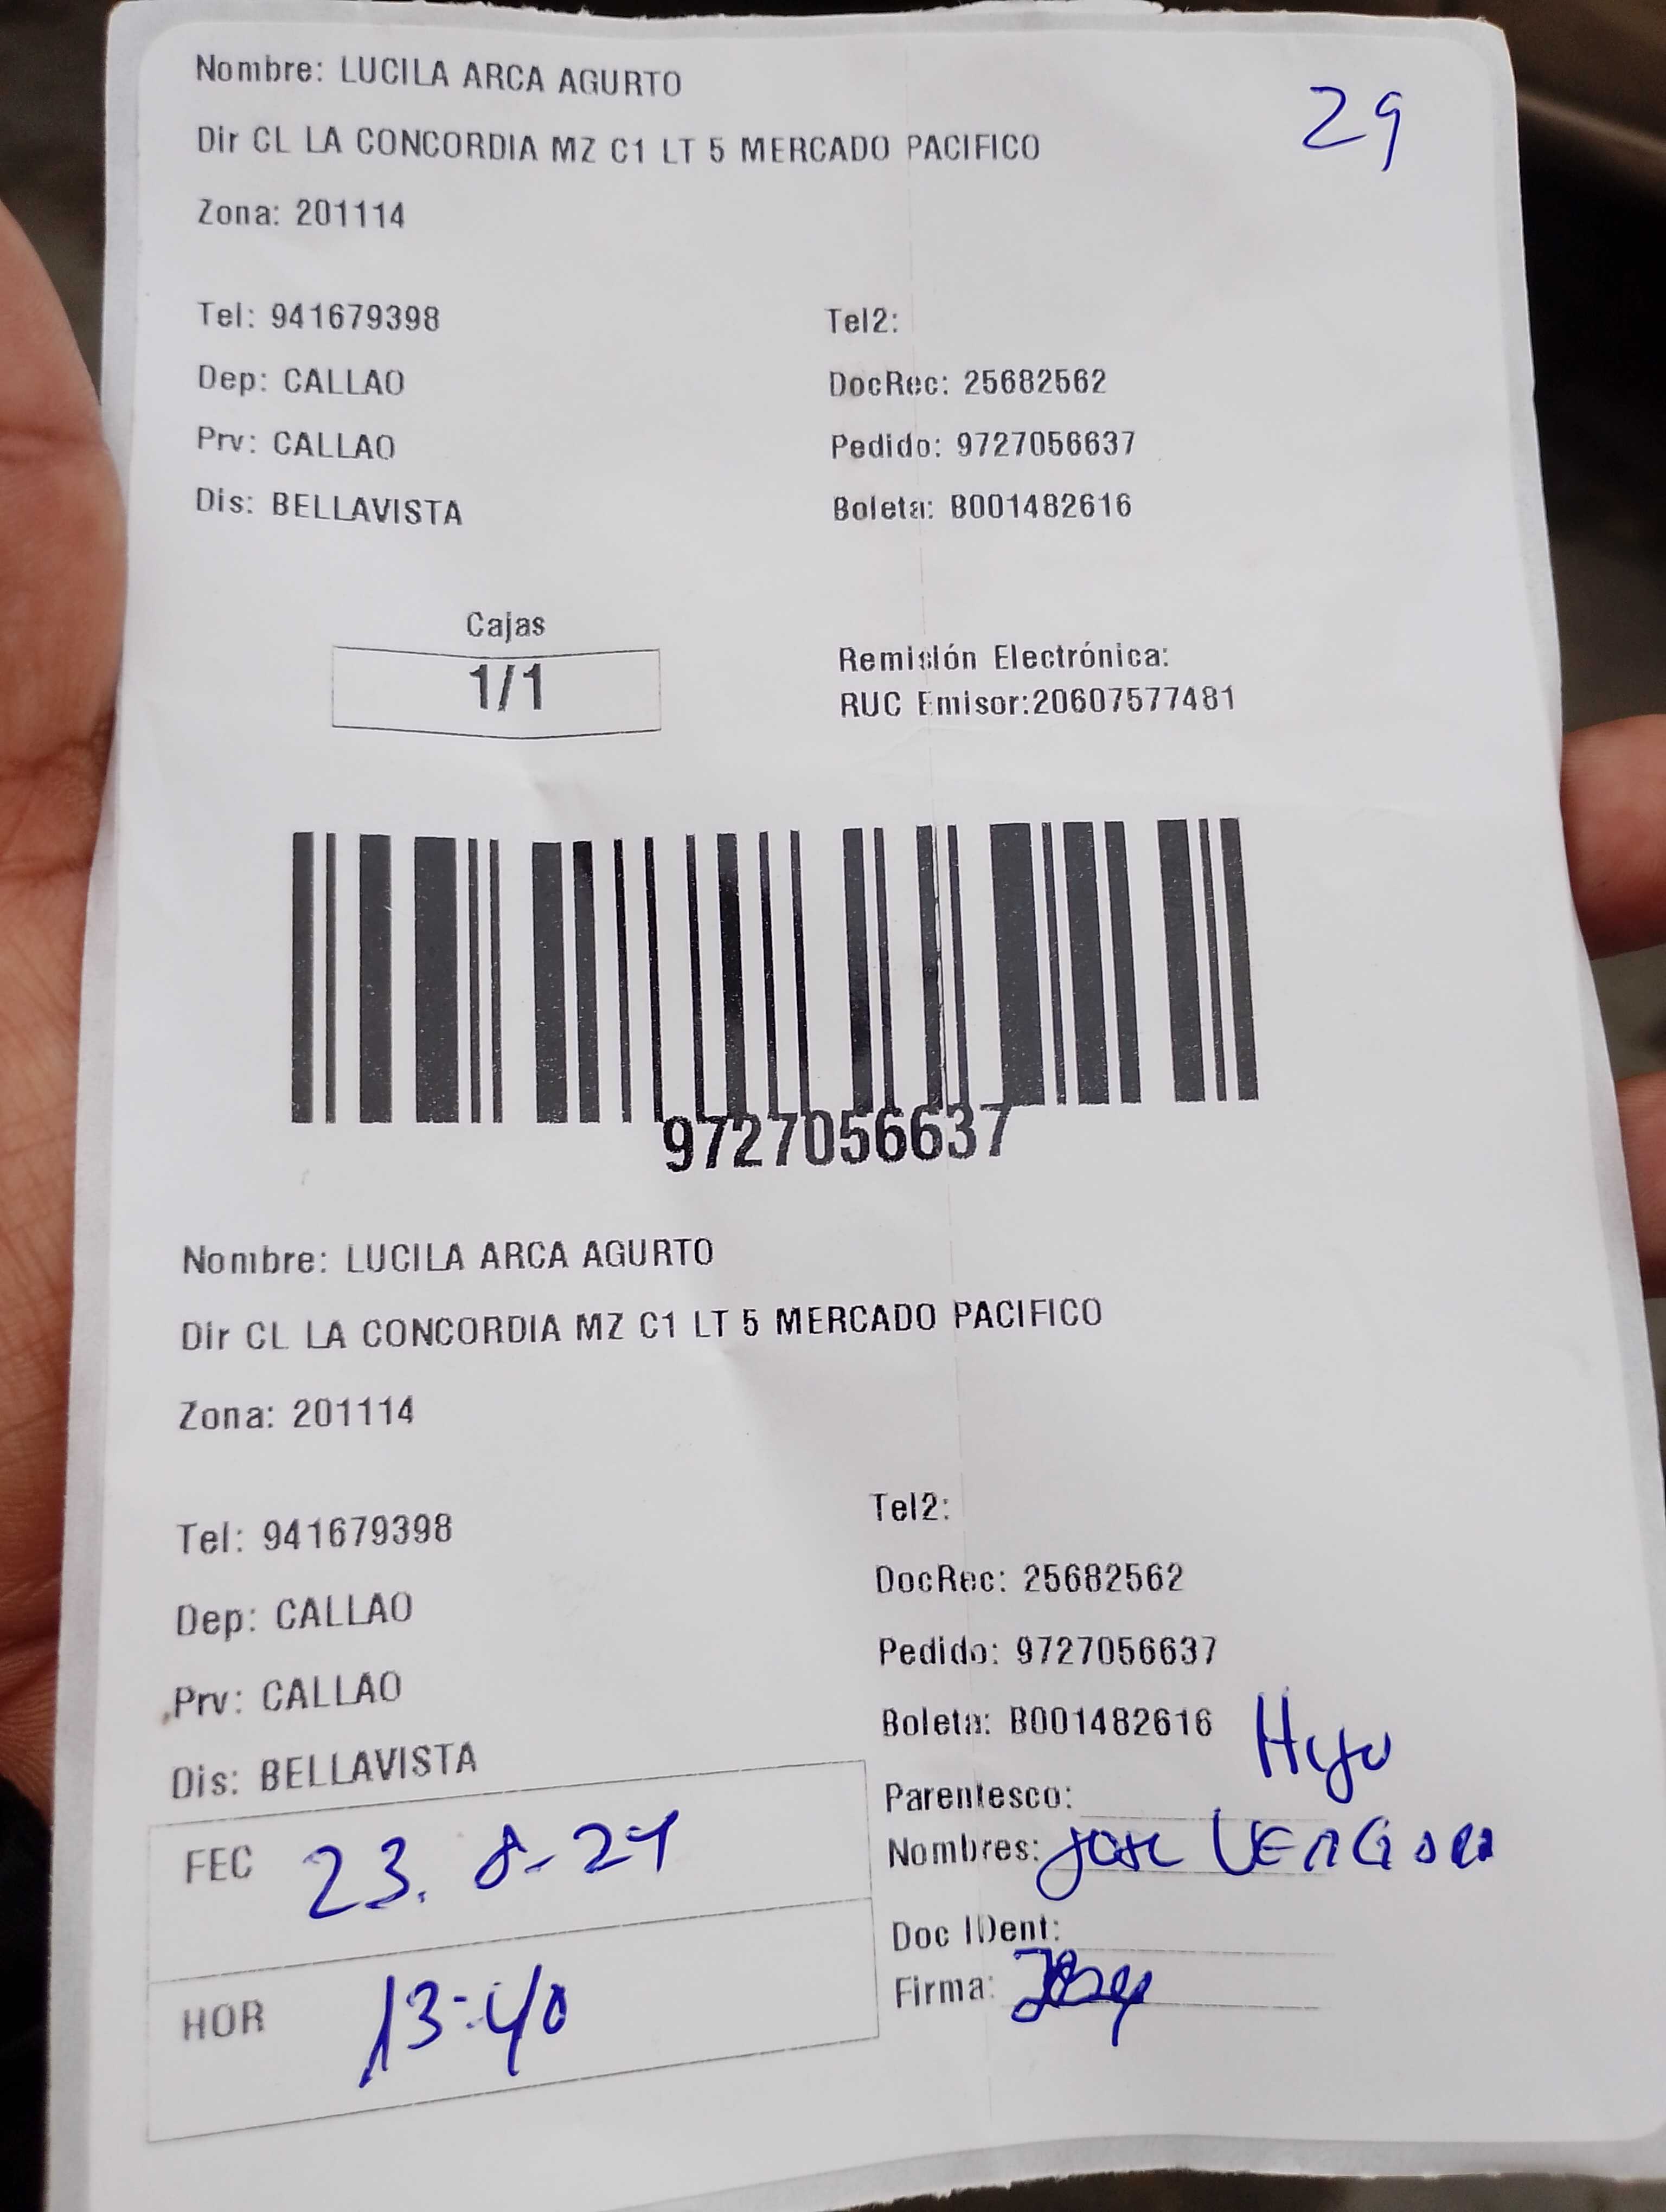 Nombre: LUCILA ARCA AGURTO
29
Dir CL LA CONCORDIA MZ C1 LT 5 MERCADO PACIFICO
Zona: 201114
Tel: 941679398 Tel2:
Dep: CALLAO DocRec: 25682562
Prv: CALLAO Pedido: 9727056637
Dis: BELLAVISTA Boleta: B001482616
Cajas
1/1
Remisión Electrónica:
RUC Emisor:20607577481
9727056637
Nombre: LUCILA ARCA AGURTO
Dir CL LA CONCORDIA MZ C1 LT 5 MERCADO PACIFICO
Zona: 201114
Tel: 941679398
Dep: CALLAO
Prv: CALLAO
Dis: BELLAVISTA
Tel2:
DocRec: 25682562
Pedido: 9727056637
Boleta: B001482616
Parentesco: Hijo
Nombres: Jose
Doc IDent:
Firma:
FEC 23. 8-24
HOR 13:40